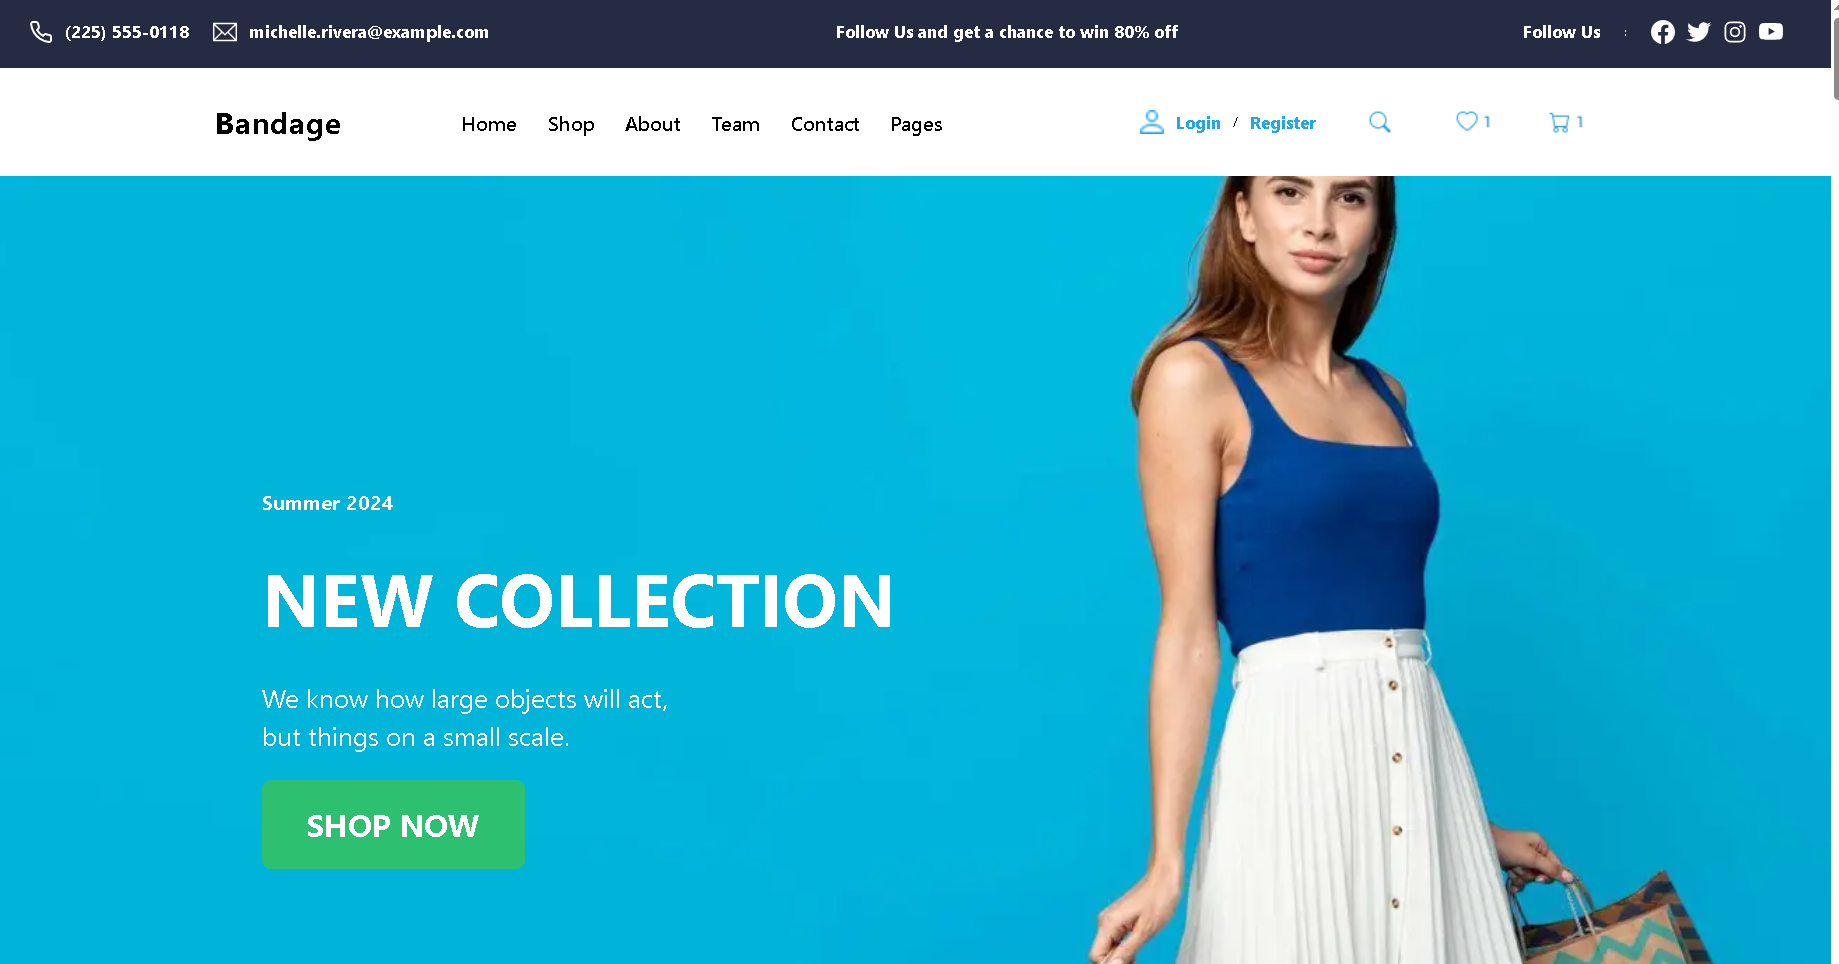 (225) 555-0118 michelle.rivera@example.com Follow Us and get a chance to win 80% off Follow Us :
Bandage Home Shop About Team Contact Pages Login / Register 1 1
Summer 2024
NEW COLLECTION
We know how large objects will act,
but things on a small scale.
SHOP NOW